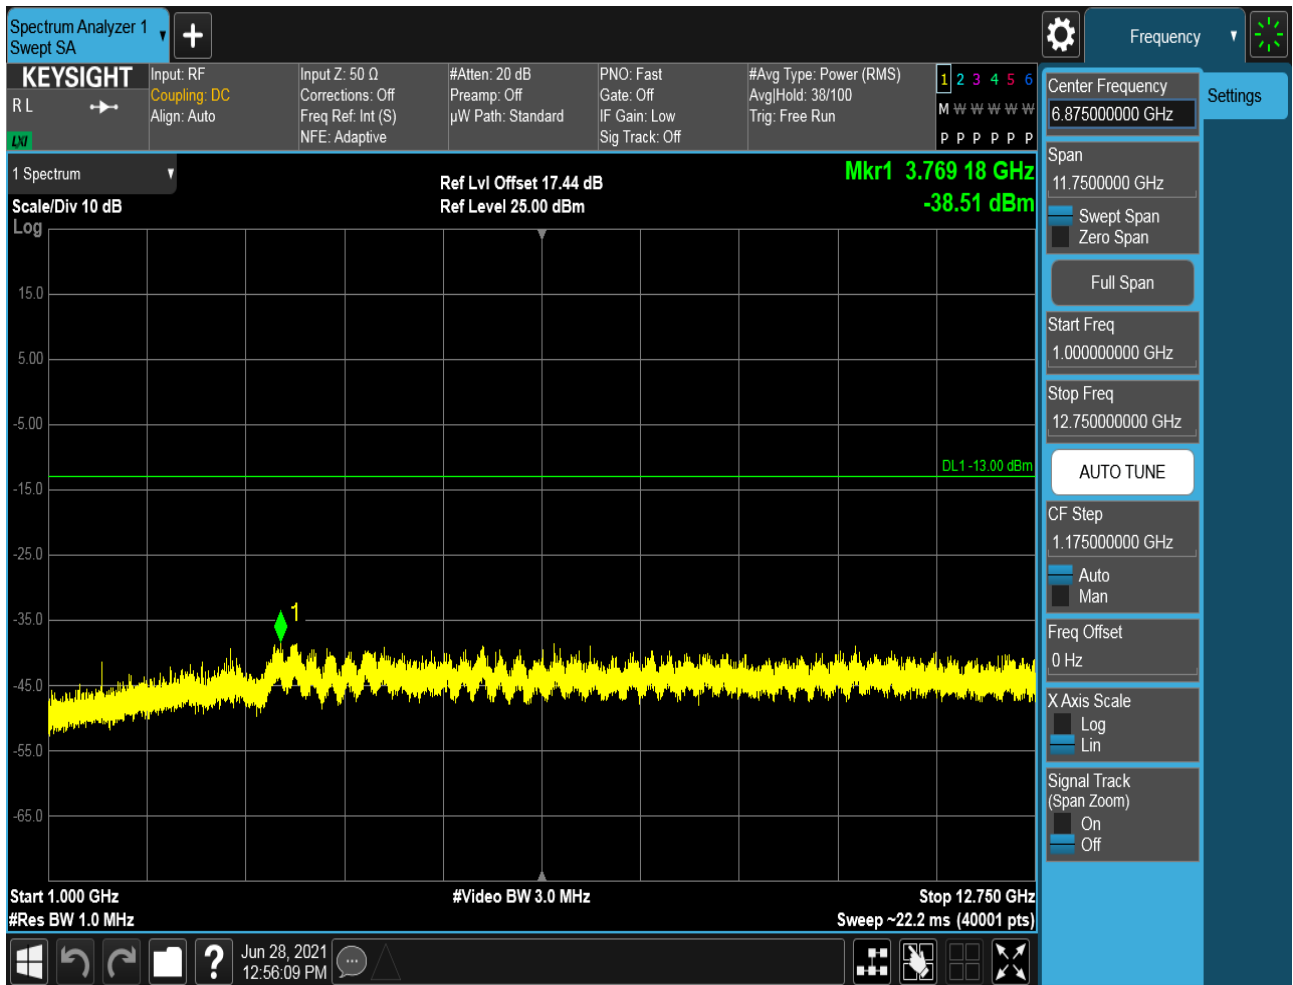 Spectrum Analyzer 1
Swept SA
Frequency
KEYSIGHT
R L
LXI
Input: RF
Coupling: DC
Align: Auto
Input Z: 50 Ω
Corrections: Off
Freq Ref: Int (S)
NFE: Adaptive
#Atten: 20 dB
Preamp: Off
µW Path: Standard
PNO: Fast
Gate: Off
IF Gain: Low
Sig Track: Off
#Avg Type: Power (RMS)
Avg|Hold: 38/100
Trig: Free Run
1 2 3 4 5 6
M W W W W W
P P P P P P
1 Spectrum
Scale/Div 10 dB
Log
Ref Lvl Offset 17.44 dB
Ref Level 25.00 dBm
Mkr1 3.769 18 GHz
-38.51 dBm
15.0
5.00
-5.00
-15.0
-25.0
-35.0
-45.0
-55.0
-65.0
DL1 -13.00 dBm
1
Start 1.000 GHz
#Res BW 1.0 MHz
#Video BW 3.0 MHz
Stop 12.750 GHz
Sweep ~22.2 ms (40001 pts)
Jun 28, 2021
12:56:09 PM
Center Frequency
6.875000000 GHz
Span
11.7500000 GHz
Swept Span
Zero Span
Full Span
Start Freq
1.000000000 GHz
Stop Freq
12.750000000 GHz
AUTO TUNE
CF Step
1.175000000 GHz
Auto
Man
Freq Offset
0 Hz
X Axis Scale
Log
Lin
Signal Track
(Span Zoom)
On
Off
Settings